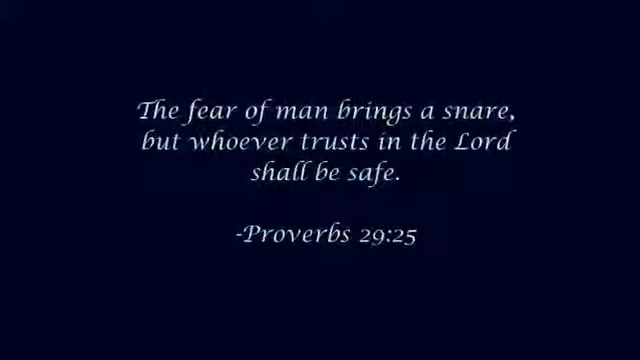 The fear of man brings a snare,
but whoever trusts in the Lord
shall be safe.
-Proverbs 29:25